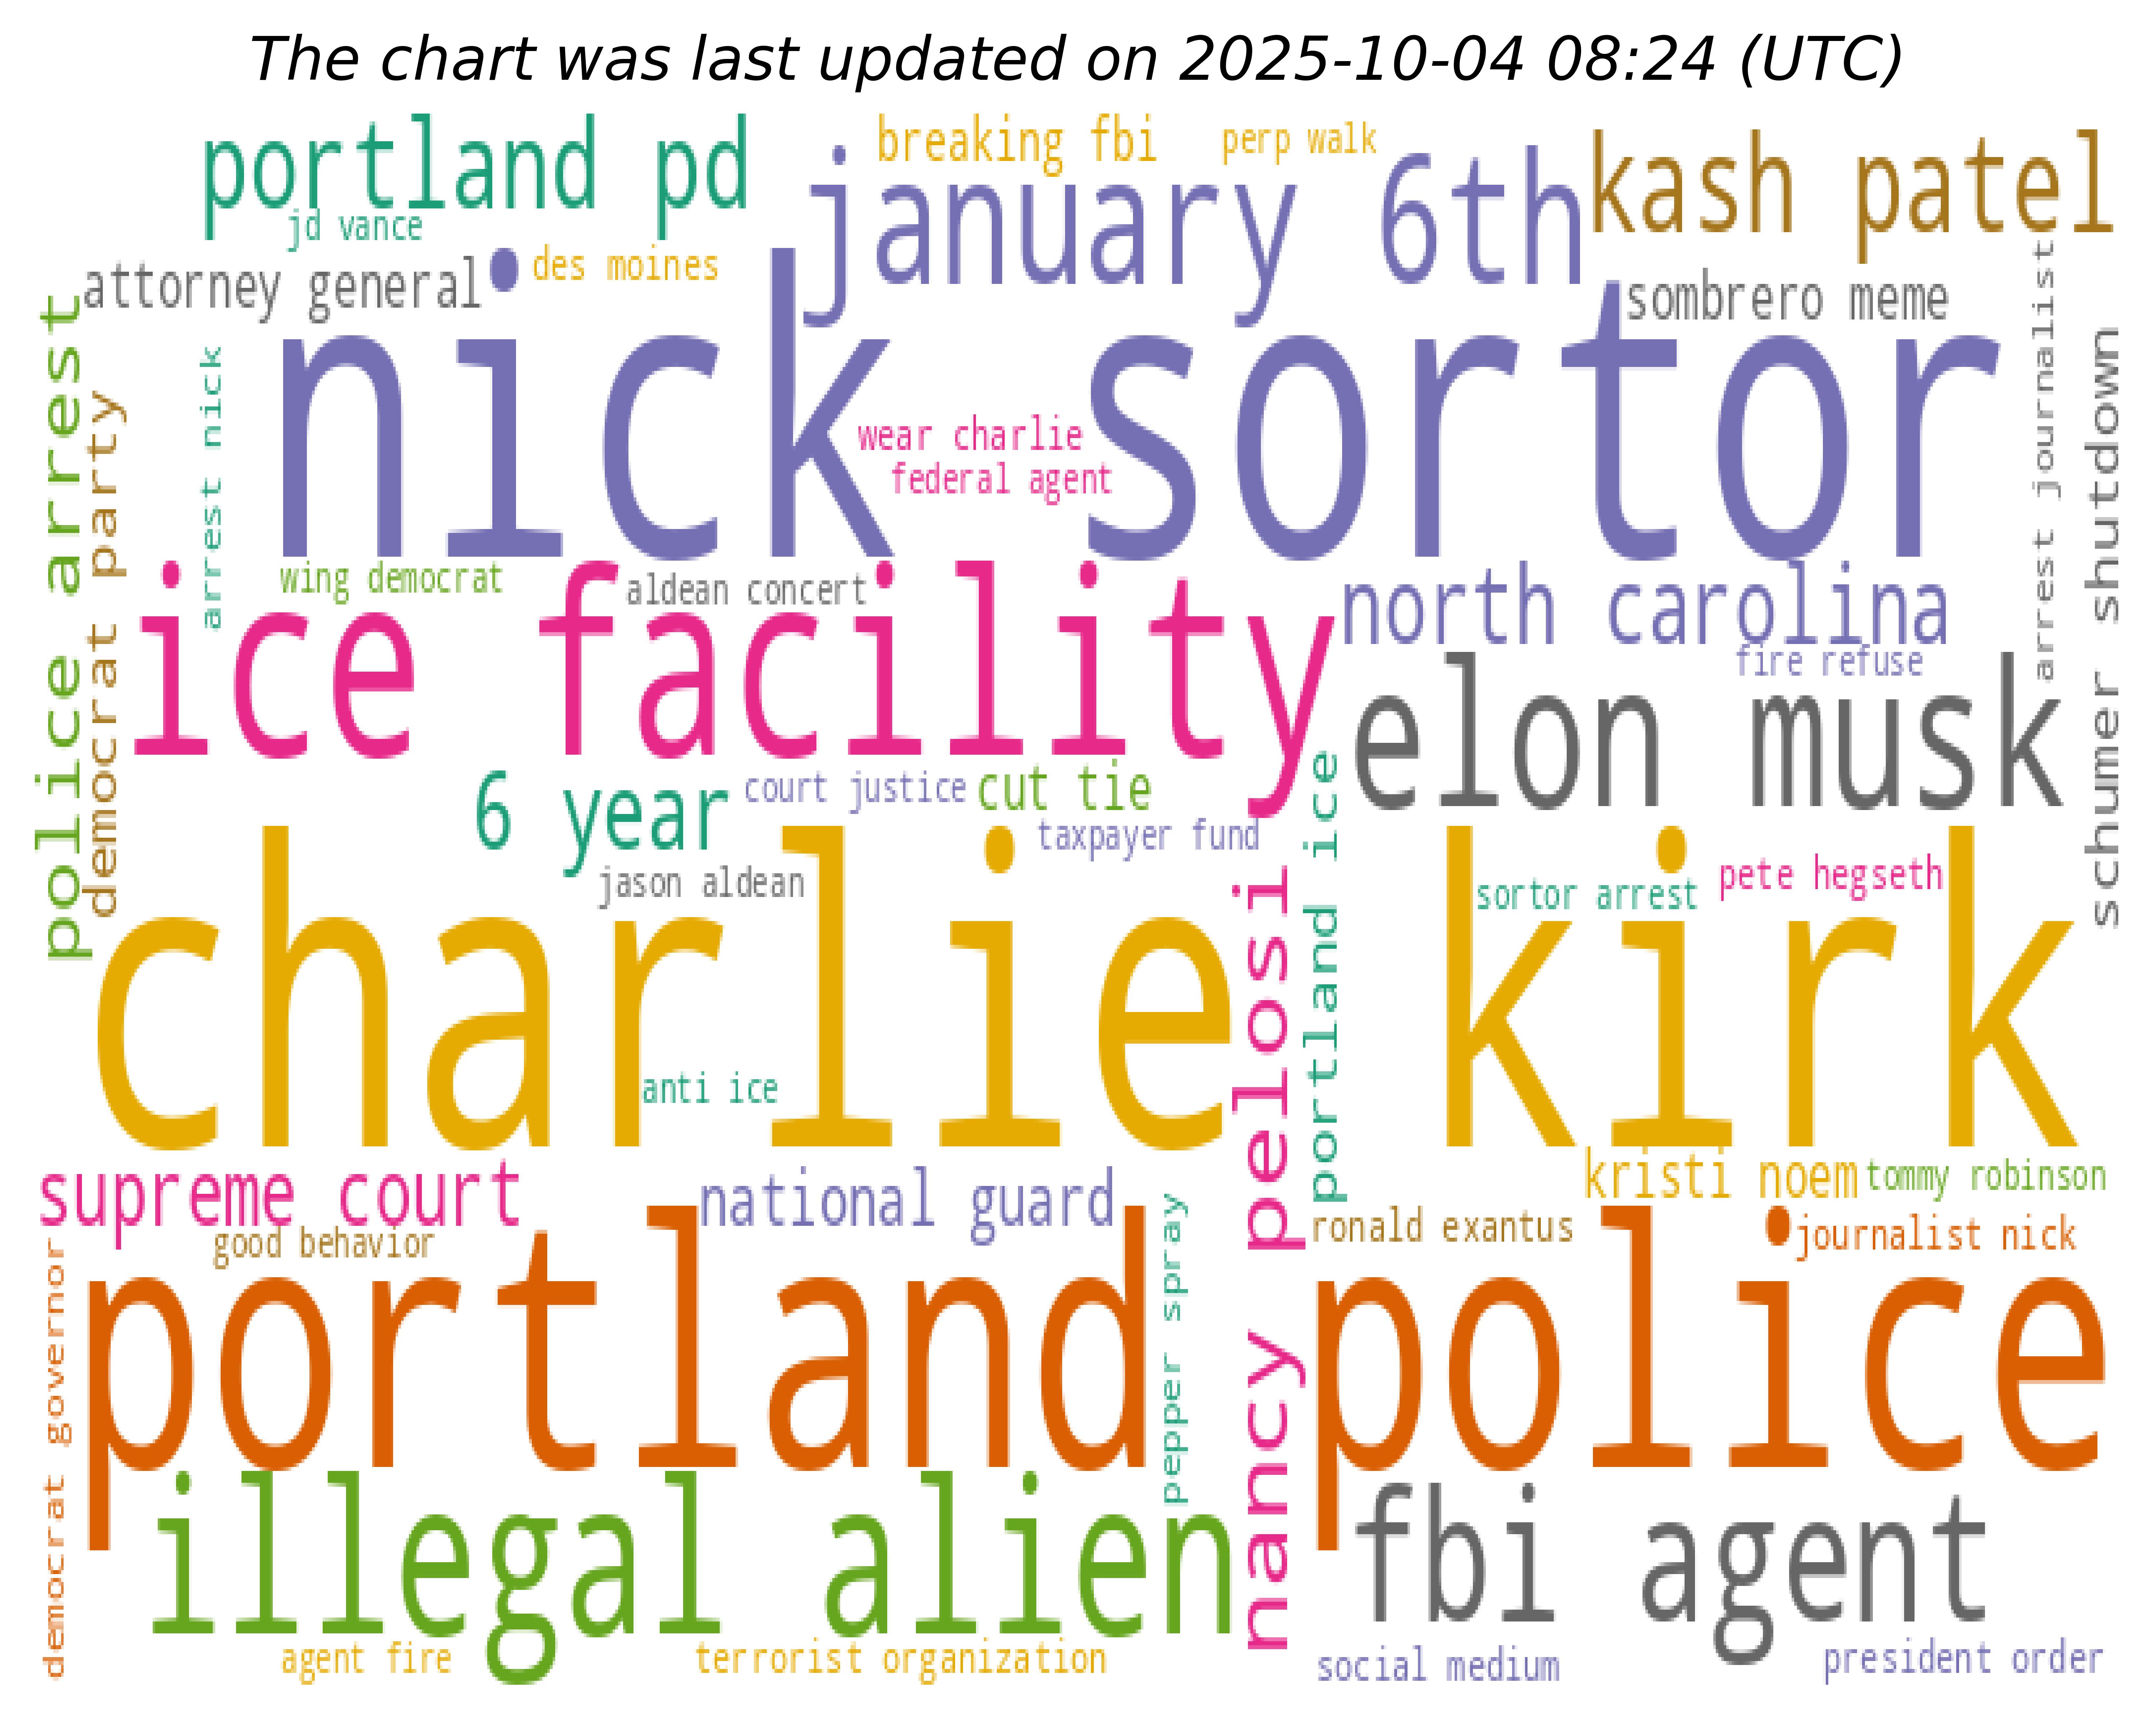 The chart was last updated on 2025-10-04 08:24 (UTC)
portland pd
breaking fbi
perp walk
january 6th
kash patel
jd vance
attorney general
des moines
sombrero meme
nick sortor
police arrest
democrat party
arrest nick
wear charlie
federal agent
arrest journalist
schumer shutdown
wing democrat
aldean concert
ice facility
north carolina
fire refuse
elon musk
6 year
court justice
cut tie
taxpayer fund
jason aldean
portland ice
sortor arrest
pete hegseth
charlie kirk
anti ice
nancy pelosi
supreme court
national guard
kristi noem
tommy robinson
good behavior
ronald exantus
journalist nick
democrat governor
portland police
pepper spray
illegal alien
fbi agent
agent fire
terrorist organization
social medium
president order